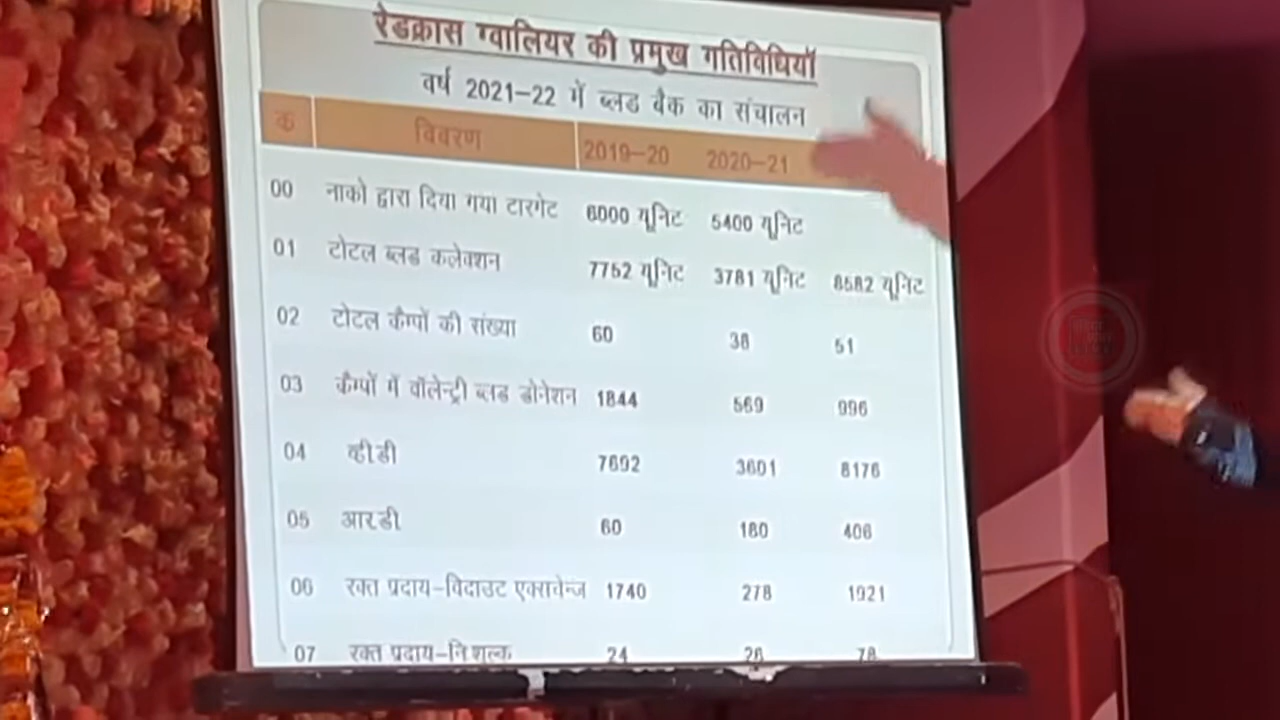 रेडक्रास ग्वालियर की प्रमुख गतिविधियॉ
वर्ष 2021-22 में ब्लड बैंक का संचालन
क विवरण 2019-20 2020-21
00 नाको द्वारा दिया गया टारगेट 6000 यूनिट 5400 यूनिट
01 टोटल ब्लड कलेक्शन 7752 यूनिट 3781 यूनिट 8582 यूनिट
02 टोटल कैम्पों की संख्या 60 38 51
03 कैम्पों में वॉलेन्ट्री ब्लड डोनेशन 1844 569 996
04 व्ही.डी 7692 3601 8176
05 आर.डी 60 180 406
06 रक्त प्रदाय-विदाउट एक्सचेन्ज 1740 278 1921
07 रक्त प्रदाय-निशुल्क 24 26 78